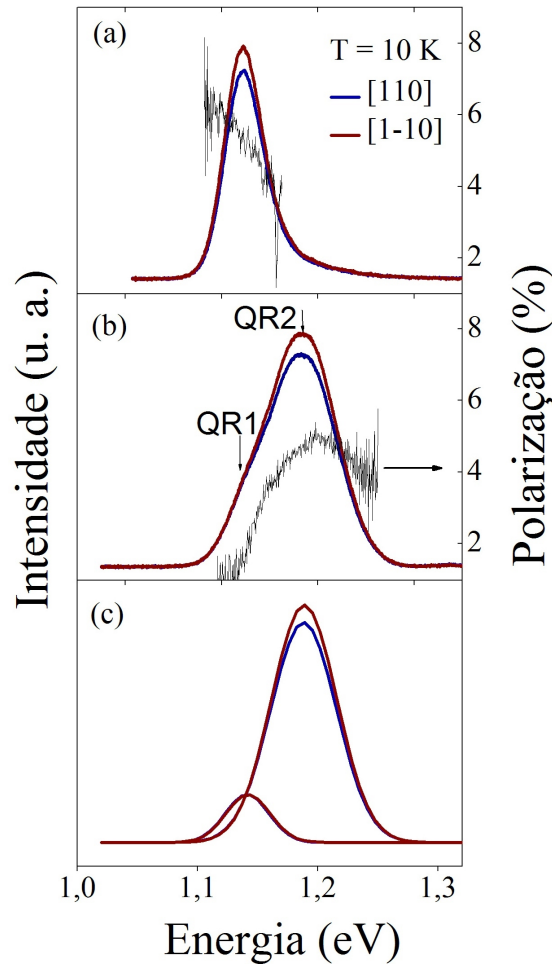 (a)
T = 10 K
[110]
[1-10]
8
6
4
2
(b)
QR2
QR1
8
6
4
2
(c)
1,0
1,1
1,2
1,3
Energia (eV)
Intensidade (u. a.)
Polarização (%)